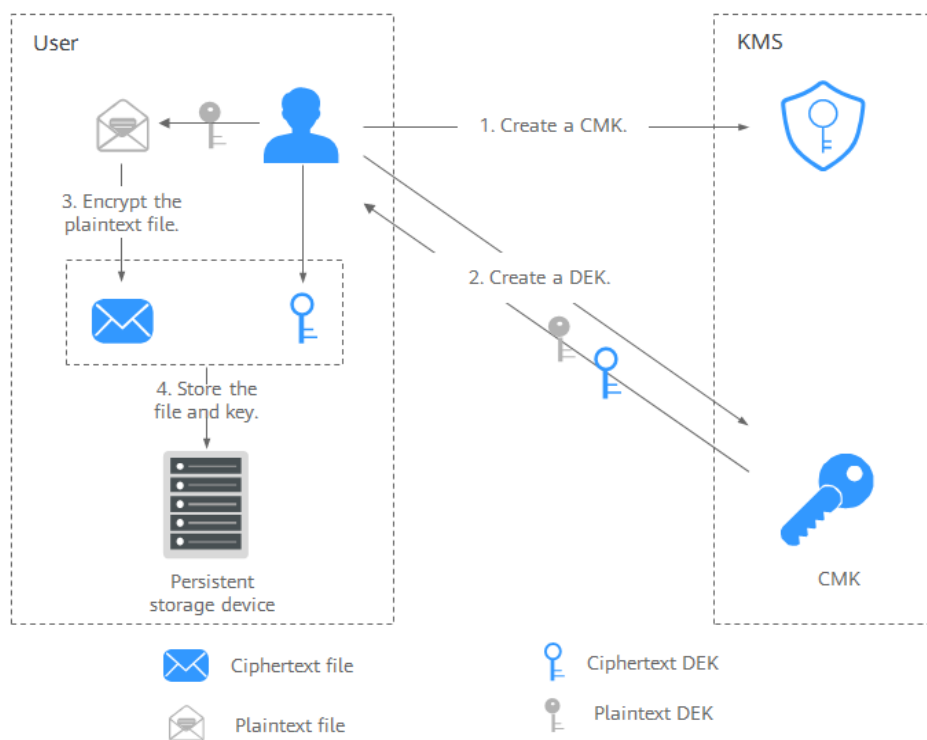 User
KMS
1. Create a CMK.
3. Encrypt the
plaintext file.
2. Create a DEK.
4. Store the
file and key.
Persistent
storage device
CMK
Ciphertext file
Ciphertext DEK
Plaintext file
Plaintext DEK